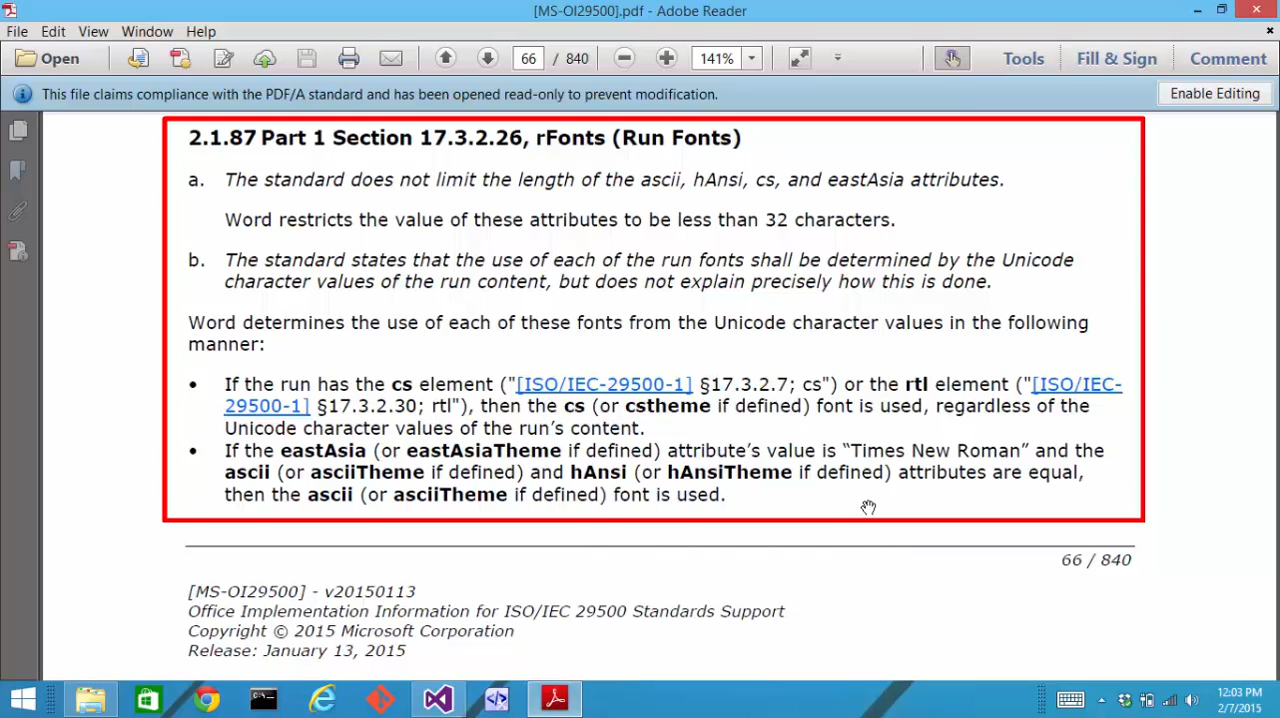 [MS-OI29500].pdf - Adobe Reader
File Edit View Window Help
Open 66 / 840 141% Tools Fill & Sign Comment
This file claims compliance with the PDF/A standard and has been opened read-only to prevent modification. Enable Editing
2.1.87 Part 1 Section 17.3.2.26, rFonts (Run Fonts)
a. The standard does not limit the length of the ascii, hAnsi, cs, and eastAsia attributes.
Word restricts the value of these attributes to be less than 32 characters.
b. The standard states that the use of each of the run fonts shall be determined by the Unicode
character values of the run content, but does not explain precisely how this is done.
Word determines the use of each of these fonts from the Unicode character values in the following
manner:
• If the run has the cs element ("[ISO/IEC-29500-1] §17.3.2.7; cs") or the rtl element ("[ISO/IEC-
29500-1] §17.3.2.30; rtl"), then the cs (or cstheme if defined) font is used, regardless of the
Unicode character values of the run's content.
• If the eastAsia (or eastAsiaTheme if defined) attribute's value is “Times New Roman” and the
ascii (or asciiTheme if defined) and hAnsi (or hAnsiTheme if defined) attributes are equal,
then the ascii (or asciiTheme if defined) font is used.
66 / 840
[MS-OI29500] - v20150113
Office Implementation Information for ISO/IEC 29500 Standards Support
Copyright © 2015 Microsoft Corporation
Release: January 13, 2015
12:03 PM
2/7/2015